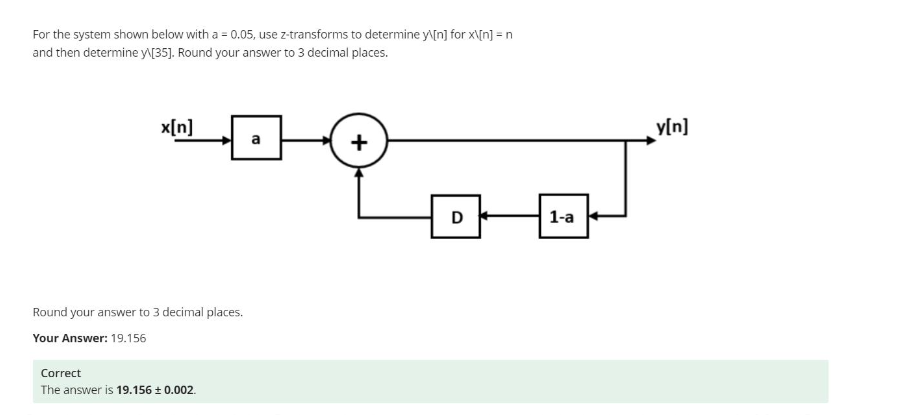 For the system shown below with a = 0.05, use z-transforms to determine y\[n] for x\[n] = n
and then determine y\[35]. Round your answer to 3 decimal places.
x[n]
a
+
y[n]
D
1-a
Round your answer to 3 decimal places.
Your Answer: 19.156
Correct
The answer is 19.156 ± 0.002.